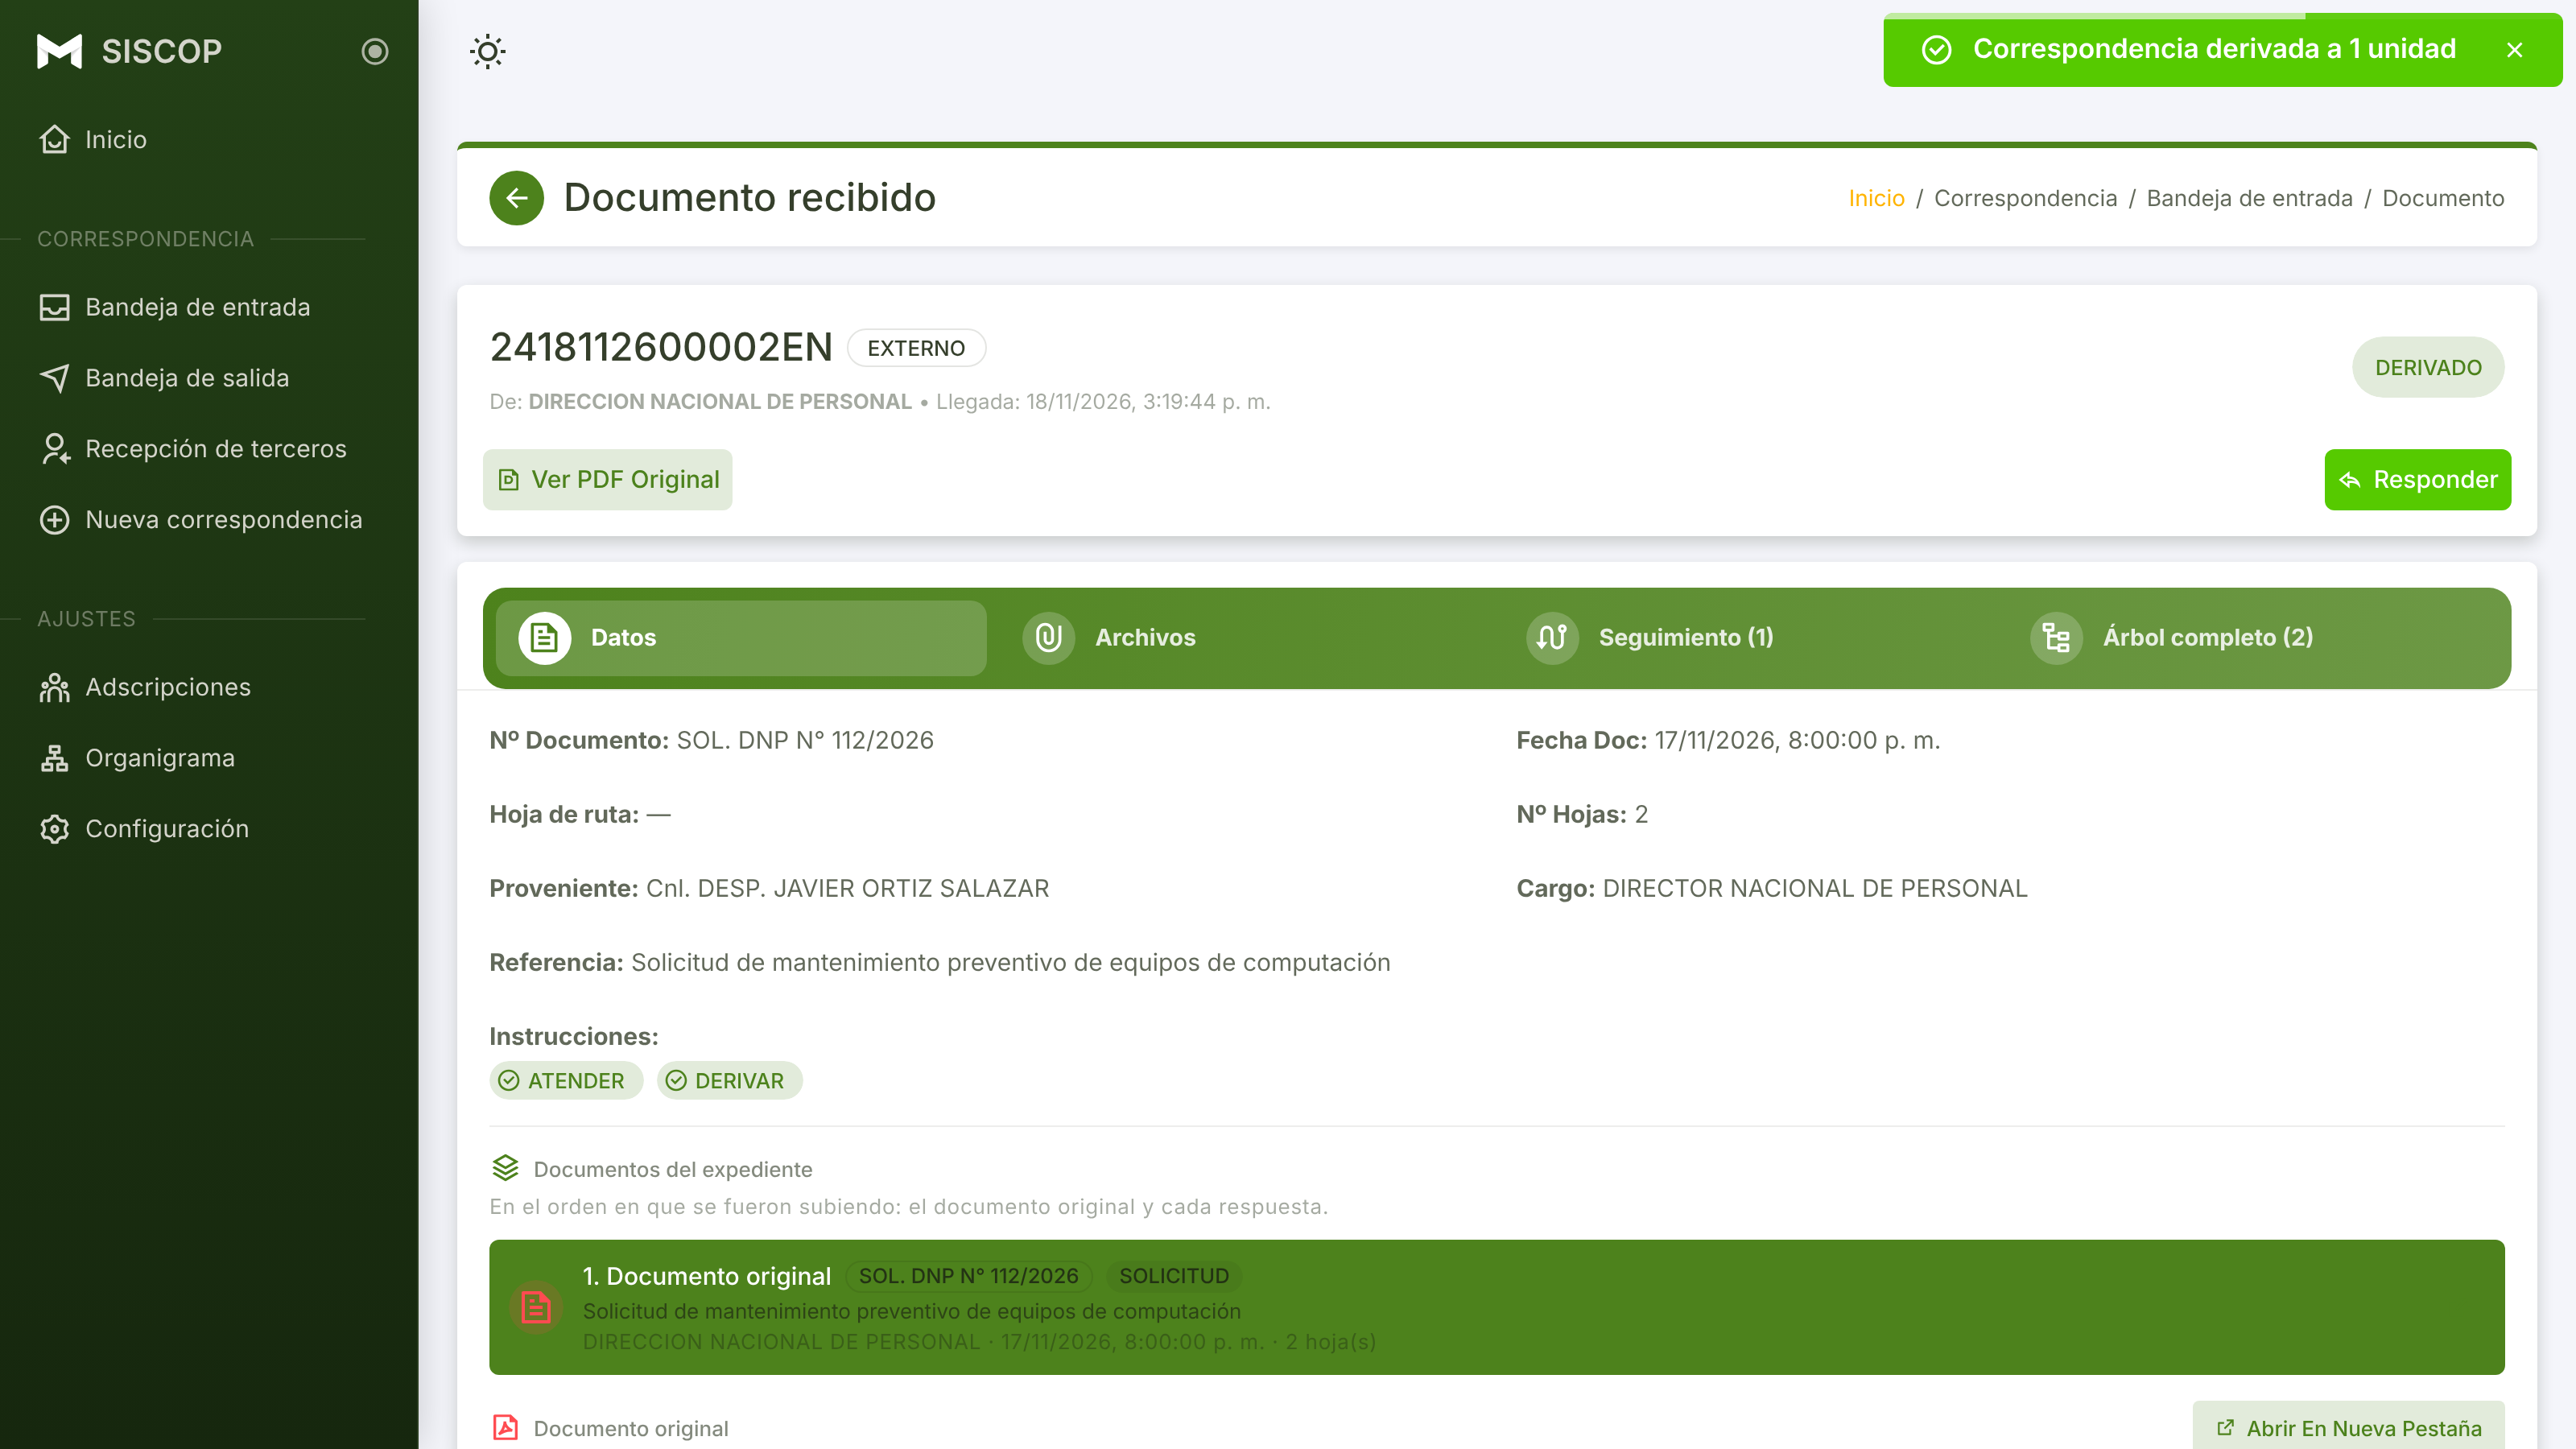 SISCOP
Correspondencia derivada a 1 unidad
Inicio
CORRESPONDENCIA
Bandeja de entrada
Bandeja de salida
Recepción de terceros
Nueva correspondencia
AJUSTES
Adscripciones
Organigrama
Configuración
Documento recibido
Inicio / Correspondencia / Bandeja de entrada / Documento
2418112600002EN EXTERNO
DERIVADO
De: DIRECCION NACIONAL DE PERSONAL • Llegada: 18/11/2026, 3:19:44 p. m.
Ver PDF Original
Responder
Datos
Archivos
Seguimiento (1)
Árbol completo (2)
Nº Documento: SOL. DNP N° 112/2026
Fecha Doc: 17/11/2026, 8:00:00 p. m.
Hoja de ruta: —
Nº Hojas: 2
Proveniente: Cnl. DESP. JAVIER ORTIZ SALAZAR
Cargo: DIRECTOR NACIONAL DE PERSONAL
Referencia: Solicitud de mantenimiento preventivo de equipos de computación
Instrucciones:
ATENDER DERIVAR
Documentos del expediente
En el orden en que se fueron subiendo: el documento original y cada respuesta.
1. Documento original SOL. DNP N° 112/2026 SOLICITUD
Solicitud de mantenimiento preventivo de equipos de computación
DIRECCION NACIONAL DE PERSONAL · 17/11/2026, 8:00:00 p. m. · 2 hoja(s)
Documento original
Abrir En Nueva Pestaña